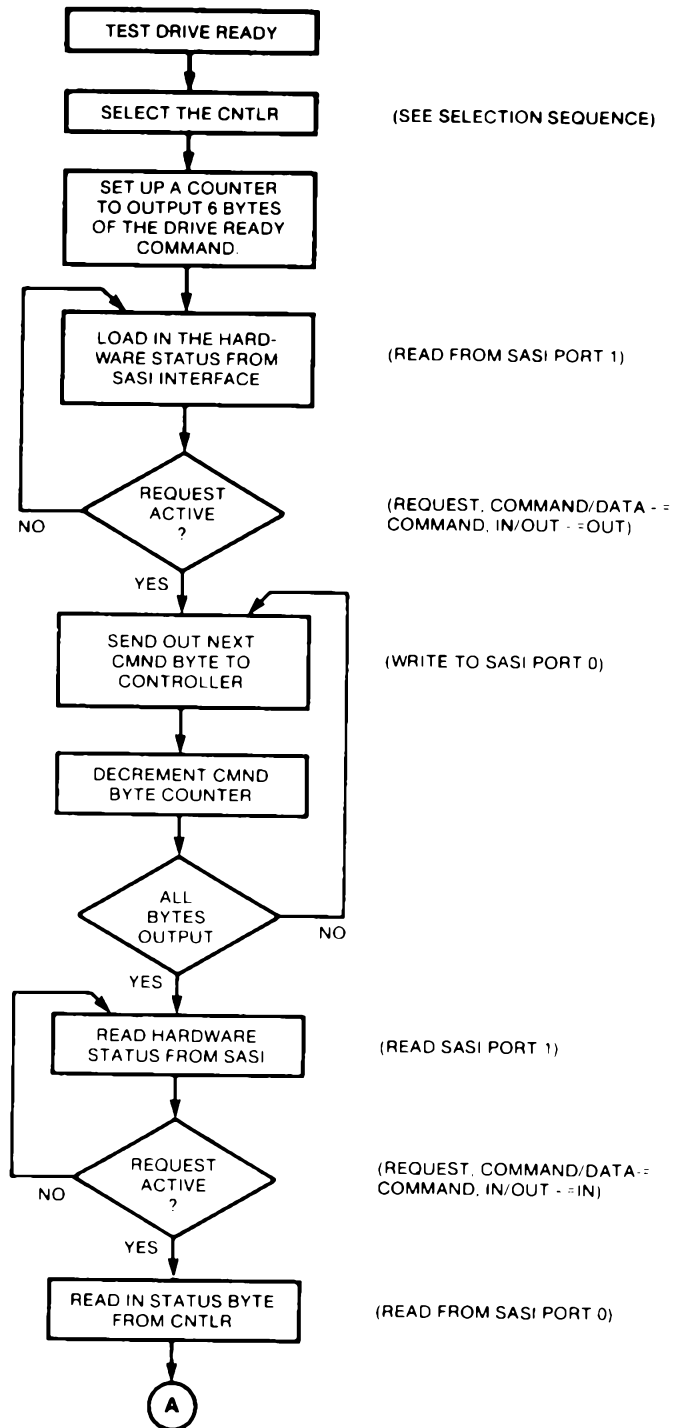 TEST DRIVE READY
SELECT THE CNTLR
(SEE SELECTION SEQUENCE)
SET UP A COUNTER
TO OUTPUT 6 BYTES
OF THE DRIVE READY
COMMAND.
LOAD IN THE HARD-
WARE STATUS FROM
SASI INTERFACE
(READ FROM SASI PORT 1)
REQUEST
ACTIVE
?
NO
(REQUEST, COMMAND/DATA - =
COMMAND, IN/OUT - =OUT)
YES
SEND OUT NEXT
CMND BYTE TO
CONTROLLER
(WRITE TO SASI PORT 0)
DECREMENT CMND
BYTE COUNTER
ALL
BYTES
OUTPUT
NO
YES
READ HARDWARE
STATUS FROM SASI
(READ SASI PORT 1)
REQUEST
ACTIVE
?
NO
(REQUEST, COMMAND/DATA-=
COMMAND, IN/OUT - =IN)
YES
READ IN STATUS BYTE
FROM CNTLR
(READ FROM SASI PORT 0)
A